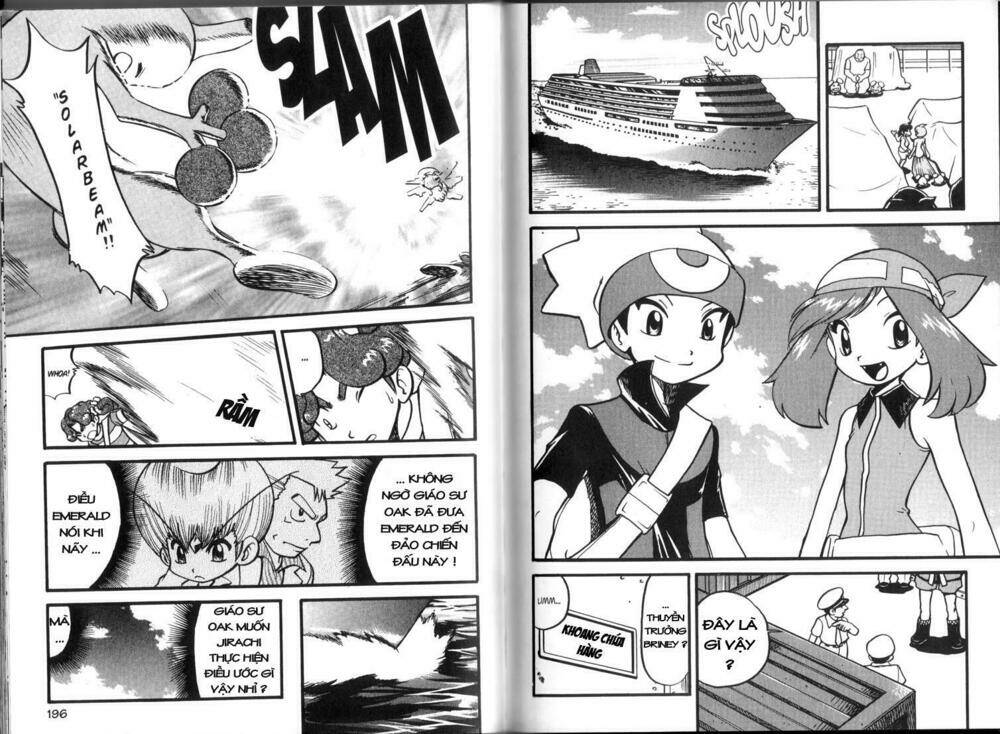 SPLOUSH
ĐÂY LÀ
GÌ VẬY
?
...
THUYỀN
TRƯỞNG
BRINEY ?
UMM...
KHOANG CHỨA
HÀNG
SLAM
"SOLARBEAM"!!
...
RẦM
WHOA!
... KHÔNG
NGỜ GIÁO SƯ
OAK ĐÃ ĐƯA
EMERALD ĐẾN
ĐẢO CHIẾN
ĐẤU NÀY !
ĐIỀU
EMERALD
NÓI KHI
NÃY ...
GIÁO SƯ
OAK MUỐN
JIRACHI
THỰC HIỆN
ĐIỀU ƯỚC GÌ
VẬY NHỈ ?
MÀ
...
196